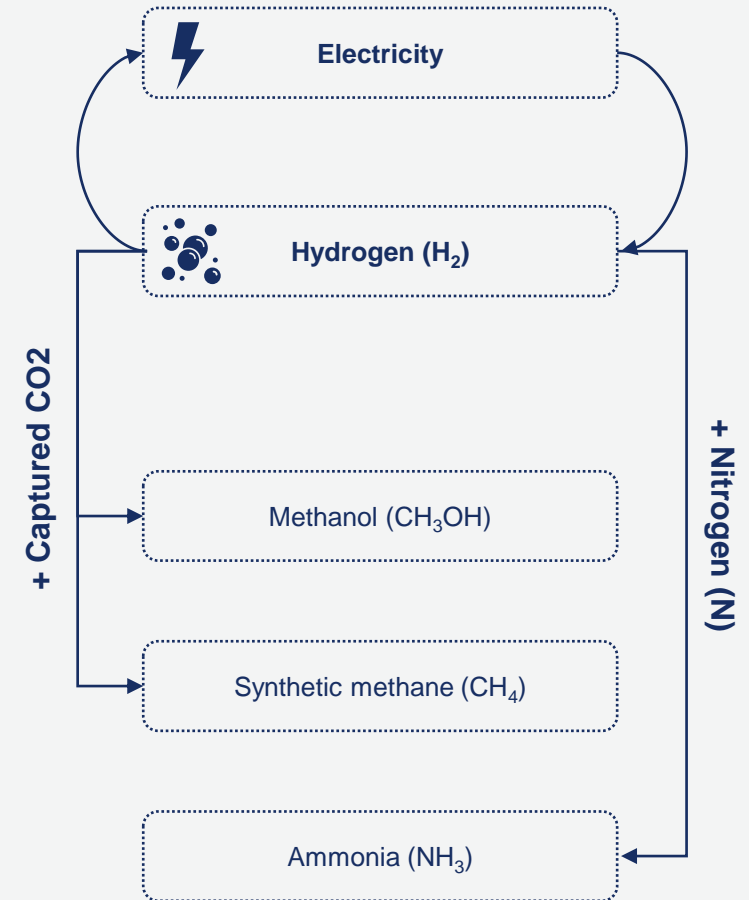 Electricity
Hydrogen (H₂)
+ Captured CO2
+ Nitrogen (N)
Methanol (CH₃OH)
Synthetic methane (CH₄)
Ammonia (NH₃)